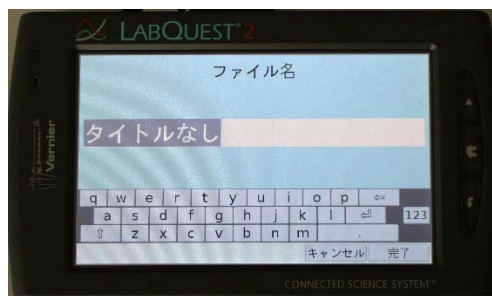 LABQUEST® 2
ファイル名
タイトルなし
q w e r t y u i o p ⇦
a s d f g h j k l ⏎ 123
⇧ z x c v b n m .
キャンセル 完了
Vernier
CONNECTED SCIENCE SYSTEM™